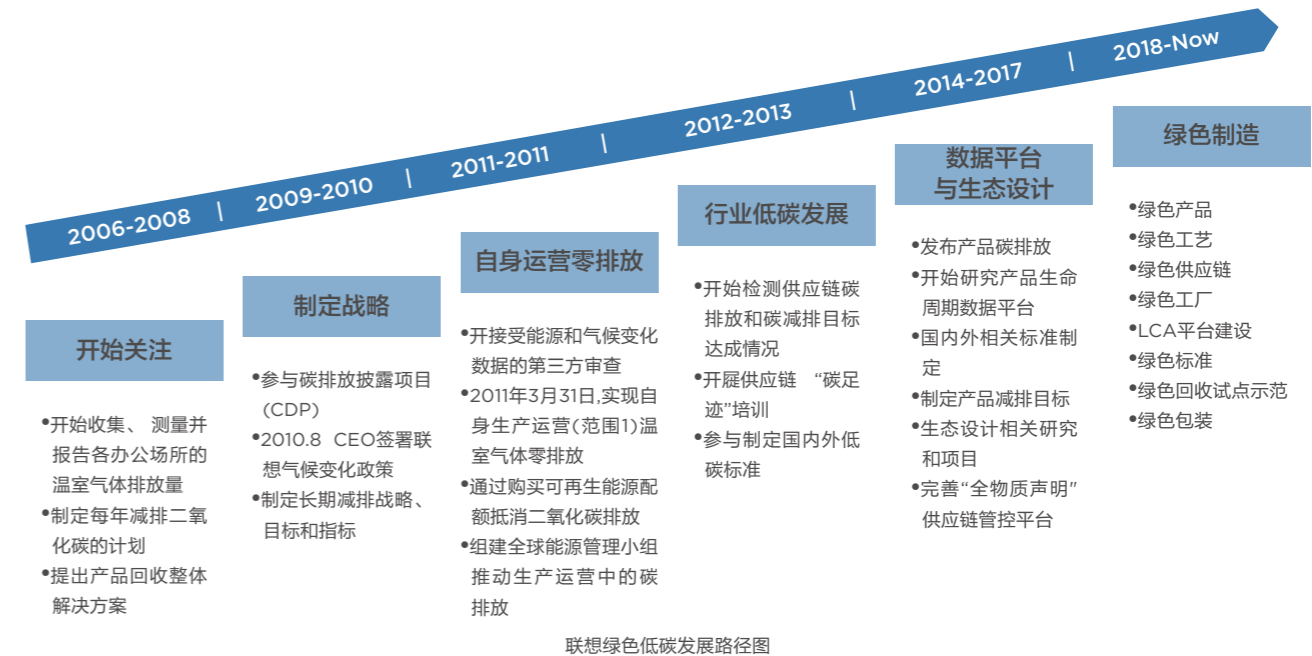 2006-2008 | 2009-2010 | 2011-2011 | 2012-2013 | 2014-2017 | 2018-Now
开始关注
•开始收集、 测量并
报告各办公场所的
温室气体排放量
•制定每年减排二氧
化碳的计划
•提出产品回收整体
解决方案
制定战略
•参与碳排放披露项目
(CDP)
•2010.8 CEO签署联
想气候变化政策
•制定长期减排战略、
目标和指标
自身运营零排放
•开接受能源和气候变化
数据的第三方审查
•2011年3月31日,实现自
身生产运营(范围1)温
室气体零排放
•通过购买可再生能源配
额抵消二氧化碳排放
•组建全球能源管理小组
推动生产运营中的碳
排放
行业低碳发展
•开始检测供应链碳
排放和碳减排目标
达成情况
•开展供应链 “碳足
迹”培训
•参与制定国内外低
碳标准
数据平台
与生态设计
•发布产品碳排放
•开始研究产品生命
周期数据平台
•国内外相关标准制
定
•制定产品减排目标
•生态设计相关研究
和项目
•完善“全物质声明”
供应链管控平台
绿色制造
•绿色产品
•绿色工艺
•绿色供应链
•绿色工厂
•LCA平台建设
•绿色标准
•绿色回收试点示范
•绿色包装
联想绿色低碳发展路径图